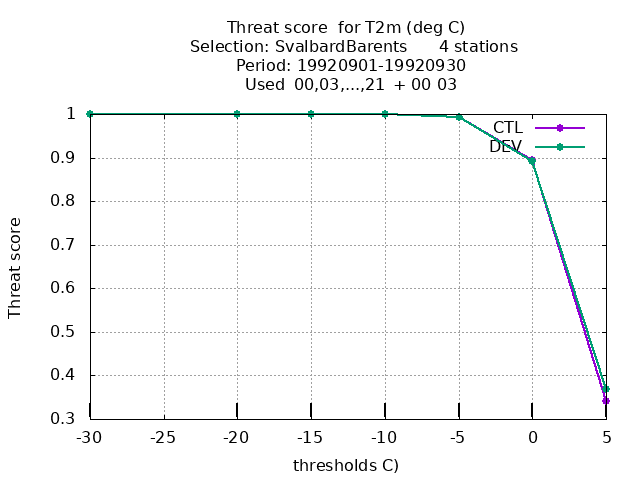 Threat score  for T2m (deg C)
Selection: SvalbardBarents      4 stations
Period: 19920901-19920930
Used  00,03,...,21  + 00 03
CTL
DEV
1
0.9
0.8
0.7
0.6
0.5
0.4
0.3
Threat score
-30 -25 -20 -15 -10 -5 0 5
thresholds C)